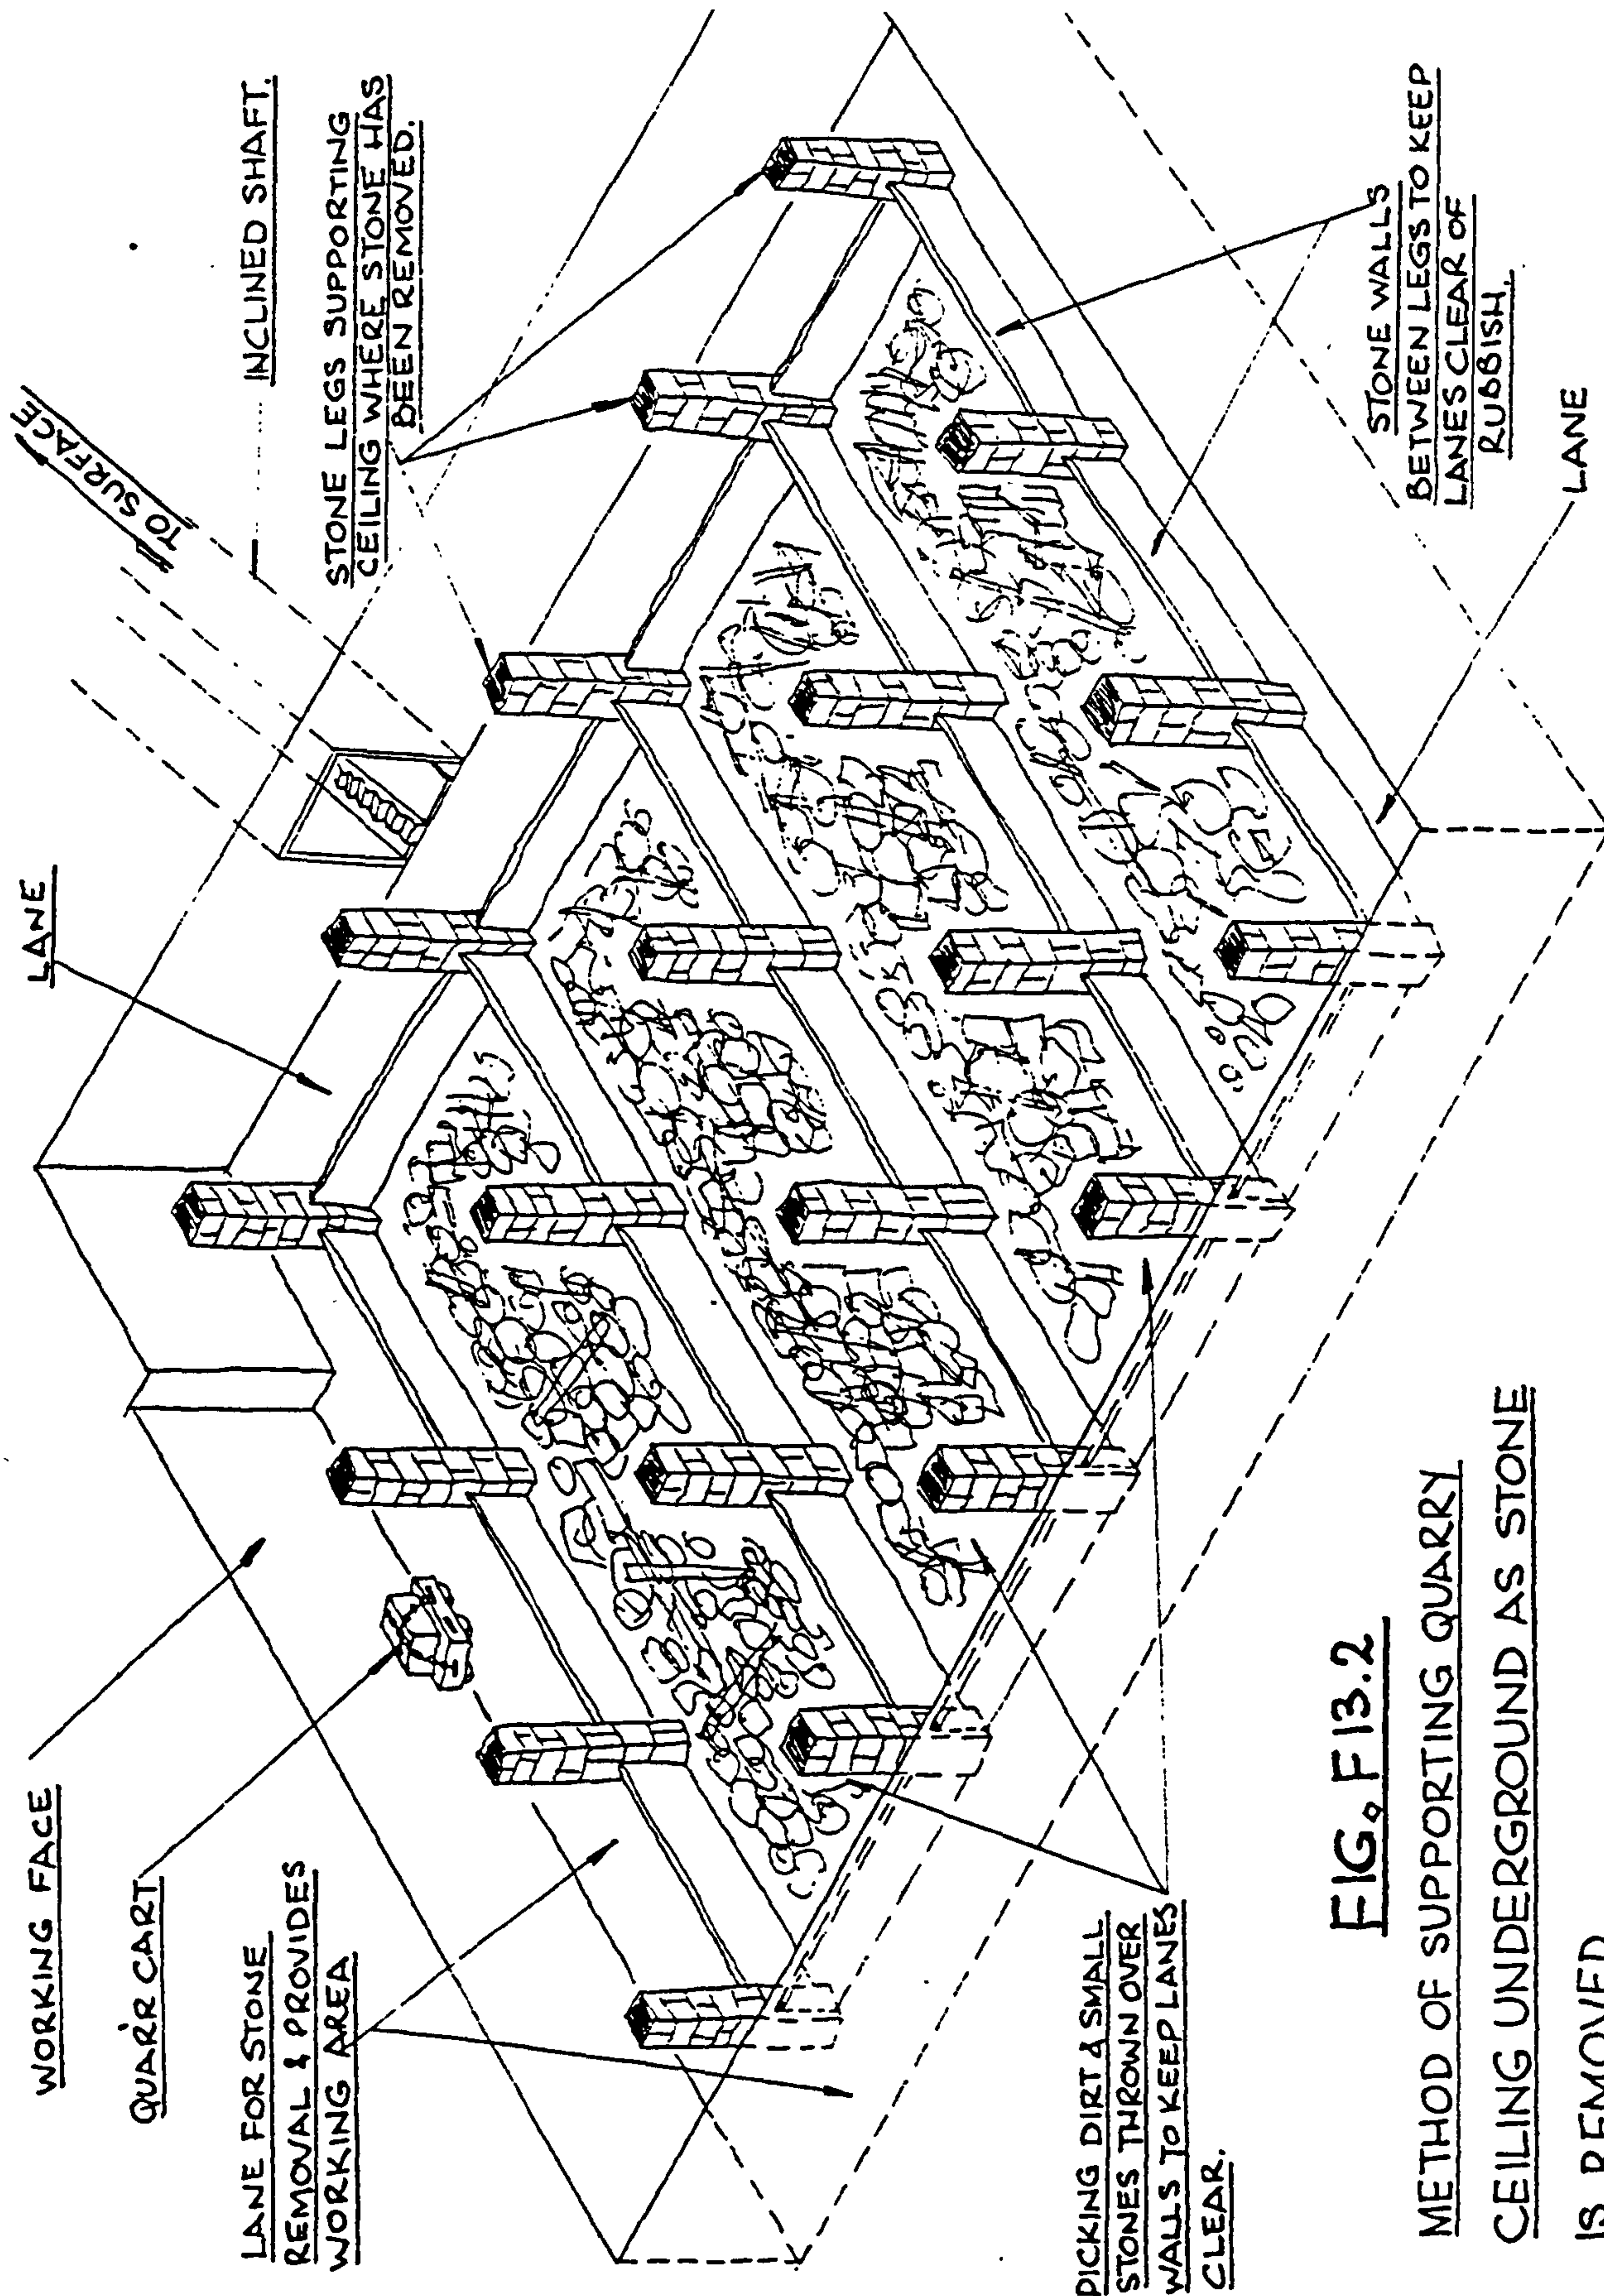 WORKING FACE
QUAR'R CART
LANE FOR STONE
REMOVAL & PROVIDES
WORKING AREA
LANE
TO SURFACE
INCLINED SHAFT.
STONE LEGS SUPPORTING
CEILING WHERE STONE HAS
BEEN REMOVED.
PICKING DIRT & SMALL
STONES THROWN OVER
WALLS TO KEEP LANES
CLEAR.
STONE WALLS
BETWEEN LEGS TO KEEP
LANES CLEAR OF
RUBBISH.
LANE
FIG. F13.2
METHOD OF SUPPORTING QUARRY
CEILING UNDERGROUND AS STONE
IS REMOVED